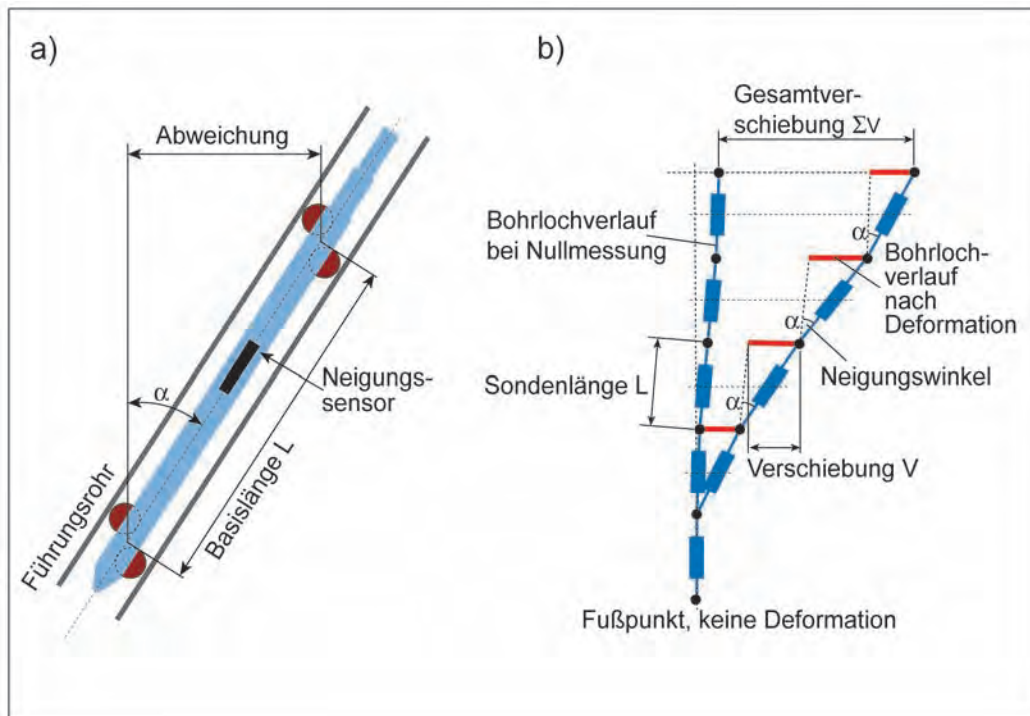 a)
Abweichung
α
Neigungs-
sensor
Basislänge L
Führungsrohr
b)
Gesamtver-
schiebung ΣV
Bohrlochverlauf
bei Nullmessung
α
Bohrloch-
verlauf
nach
Deformation
α
Neigungswinkel
Sondenlänge L
α
Verschiebung V
Fußpunkt, keine Deformation